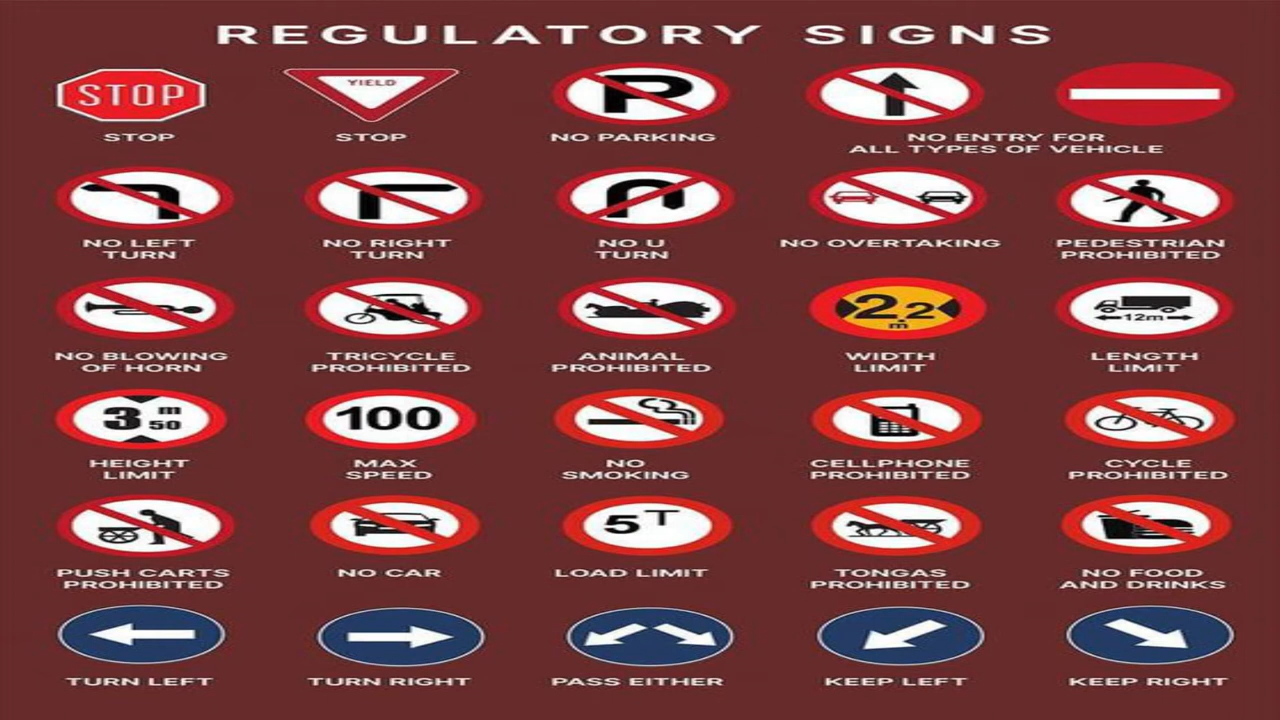 REGULATORY SIGNS
STOP
YIELD
P
STOP
STOP
NO PARKING
NO ENTRY FOR
ALL TYPES OF VEHICLE
NO LEFT
TURN
NO RIGHT
TURN
NO U
TURN
NO OVERTAKING
PEDESTRIAN
PROHIBITED
2.2
m
12m
NO BLOWING
OF HORN
TRICYCLE
PROHIBITED
ANIMAL
PROHIBITED
WIDTH
LIMIT
LENGTH
LIMIT
3 m 50
100
HEIGHT
LIMIT
MAX
SPEED
NO
SMOKING
CELLPHONE
PROHIBITED
CYCLE
PROHIBITED
5 T
PUSH CARTS
PROHIBITED
NO CAR
LOAD LIMIT
TONGAS
PROHIBITED
NO FOOD
AND DRINKS
TURN LEFT
TURN RIGHT
PASS EITHER
KEEP LEFT
KEEP RIGHT